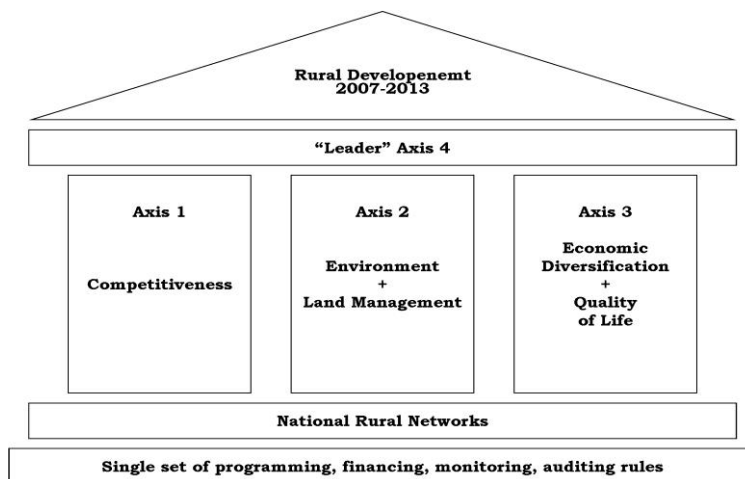 Rural Developenemt
2007-2013
“Leader” Axis 4
Axis 1
Competitiveness
Axis 2
Environment
+
Land Management
Axis 3
Economic
Diversification
+
Quality
of Life
National Rural Networks
Single set of programming, financing, monitoring, auditing rules